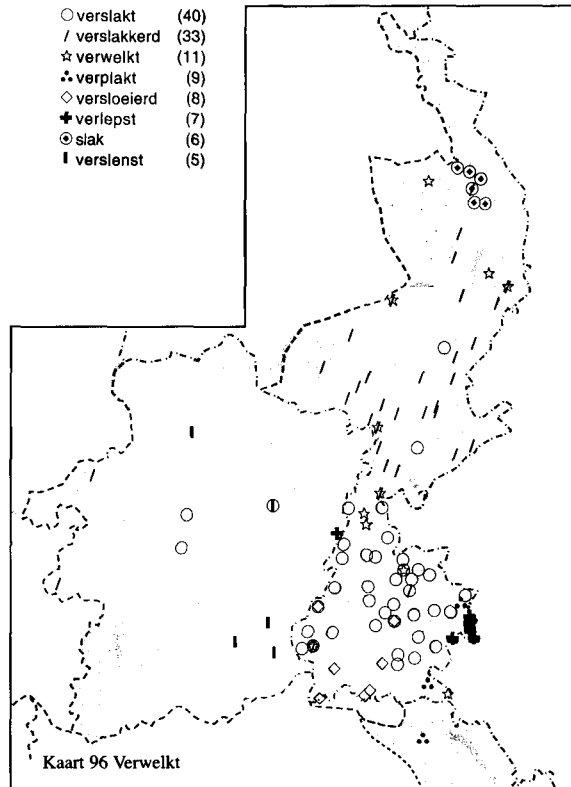 verslakt (40)
verslakkerd (33)
verwelkt (11)
verplakt (9)
versloeierd (8)
verlepst (7)
slak (6)
verslenst (5)
Kaart 96 Verwelkt